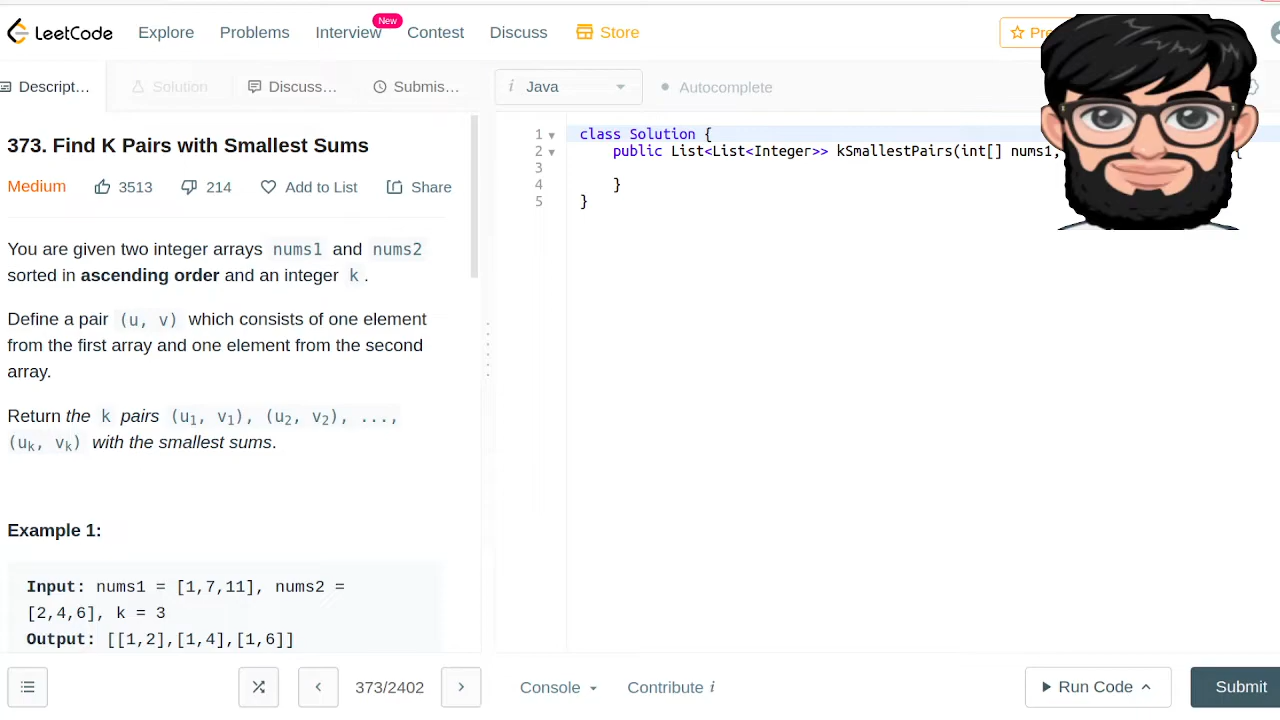 LeetCode Explore Problems Interview New Contest Discuss Store
Descript... Solution Discuss... Submis... i Java Autocomplete
373. Find K Pairs with Smallest Sums
Medium 3513 214 Add to List Share
You are given two integer arrays nums1 and nums2
sorted in ascending order and an integer k .
Define a pair (u, v) which consists of one element
from the first array and one element from the second
array.
Return the k pairs (u1, v1), (u2, v2), ...,
(uk, vk) with the smallest sums.
Example 1:
Input: nums1 = [1,7,11], nums2 =
[2,4,6], k = 3
Output: [[1,2],[1,4],[1,6]]
1 class Solution {
2 public List<List<Integer>> kSmallestPairs(int[] nums1, {
3
4 }
5 }
373/2402 Console Contribute i Run Code Submit